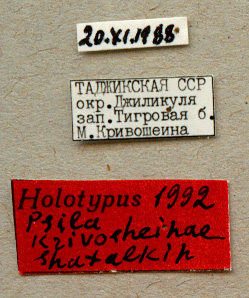 20.XI.1988
ТАДЖИКСКАЯ ССР
окр. Джиликуля
зап. Тигровая б.
М. Кривошеина
Holotypus 1992
Psila
krivosheinae
Shatalkin